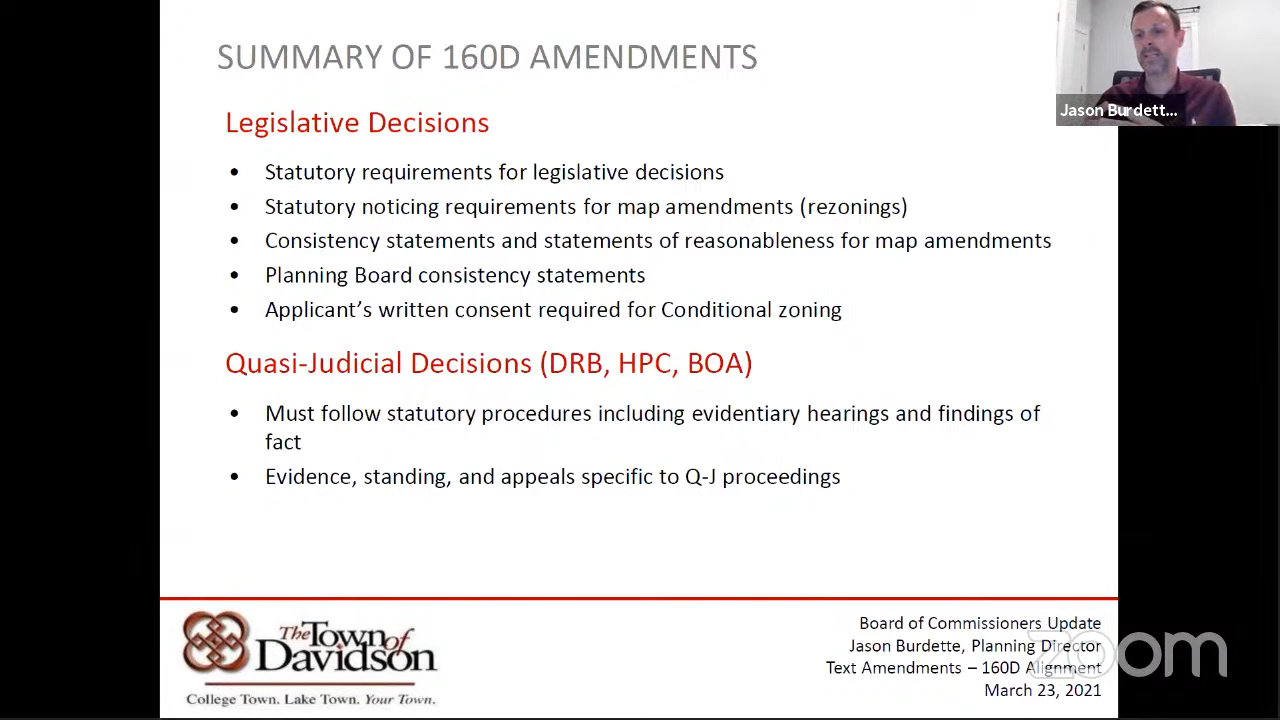 SUMMARY OF 160D AMENDMENTS
Jason Burdett...
Legislative Decisions
• Statutory requirements for legislative decisions
• Statutory noticing requirements for map amendments (rezonings)
• Consistency statements and statements of reasonableness for map amendments
• Planning Board consistency statements
• Applicant's written consent required for Conditional zoning
Quasi-Judicial Decisions (DRB, HPC, BOA)
• Must follow statutory procedures including evidentiary hearings and findings of
fact
• Evidence, standing, and appeals specific to Q-J proceedings
The Town of
Davidson
College Town. Lake Town. Your Town.
Board of Commissioners Update
Jason Burdette, Planning Director
Text Amendments – 160D Alignment
March 23, 2021
zoom